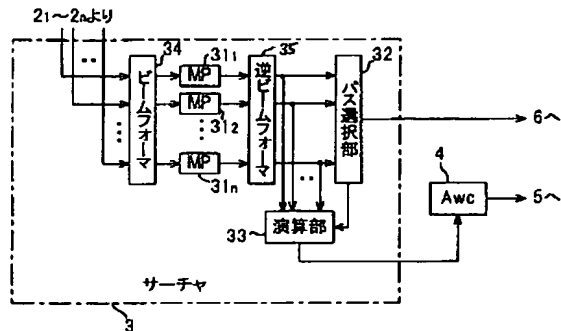 2₁～2ₙより
34
ビームフォーマ
MP
31₁
MP
31₂
MP
31n
35
逆ビームフォーマ
32
パス選択部
6へ
4
Awc
5へ
33～
演算部
サーチャ
3